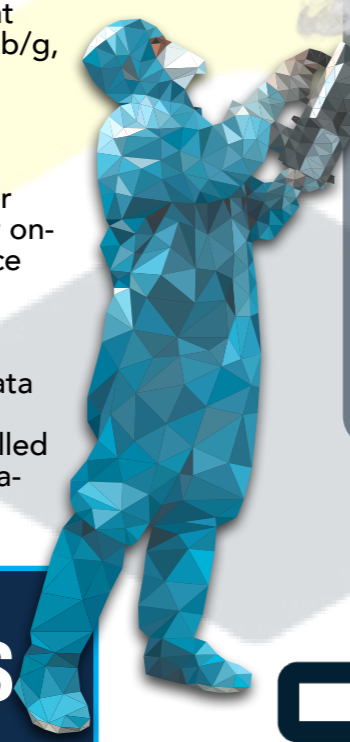 b/g,
r
on-
ce
ata
lled
a-
S